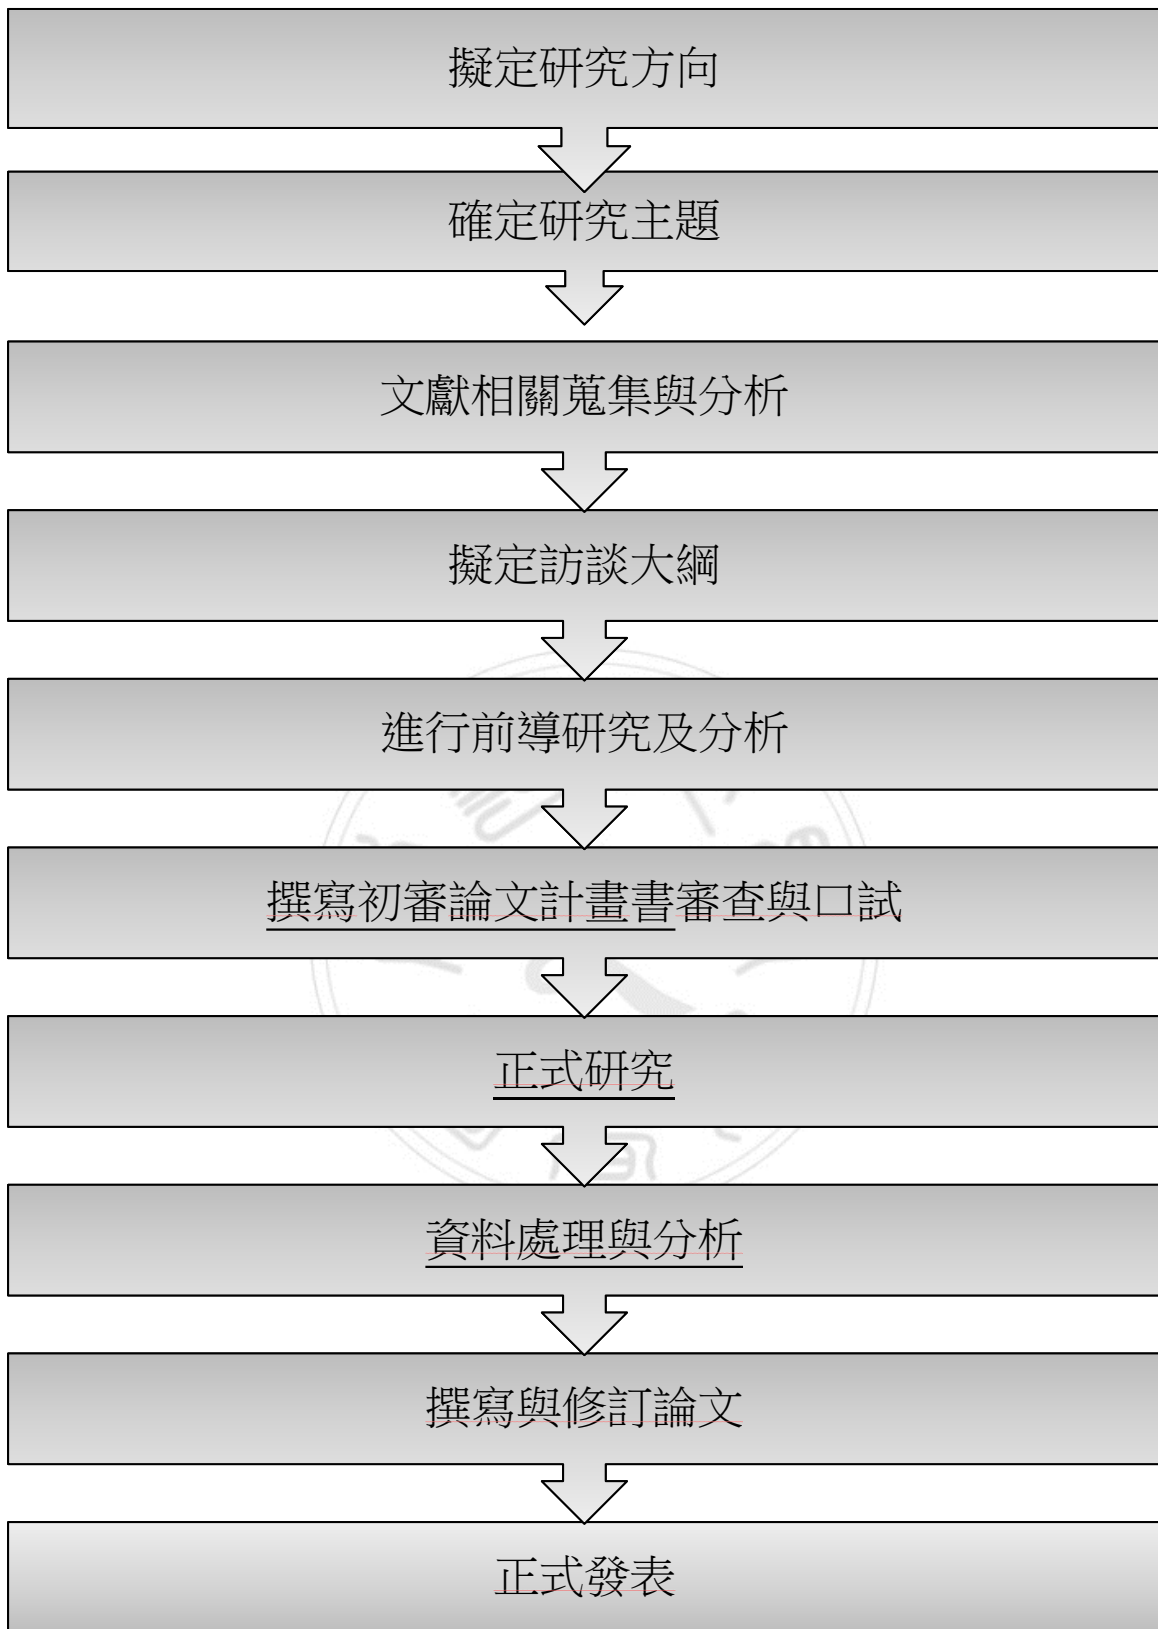 擬定研究方向
確定研究主題
文獻相關蒐集與分析
擬定訪談大綱
進行前導研究及分析
撰寫初審論文計畫書審查與口試
正式研究
資料處理與分析
撰寫與修訂論文
正式發表